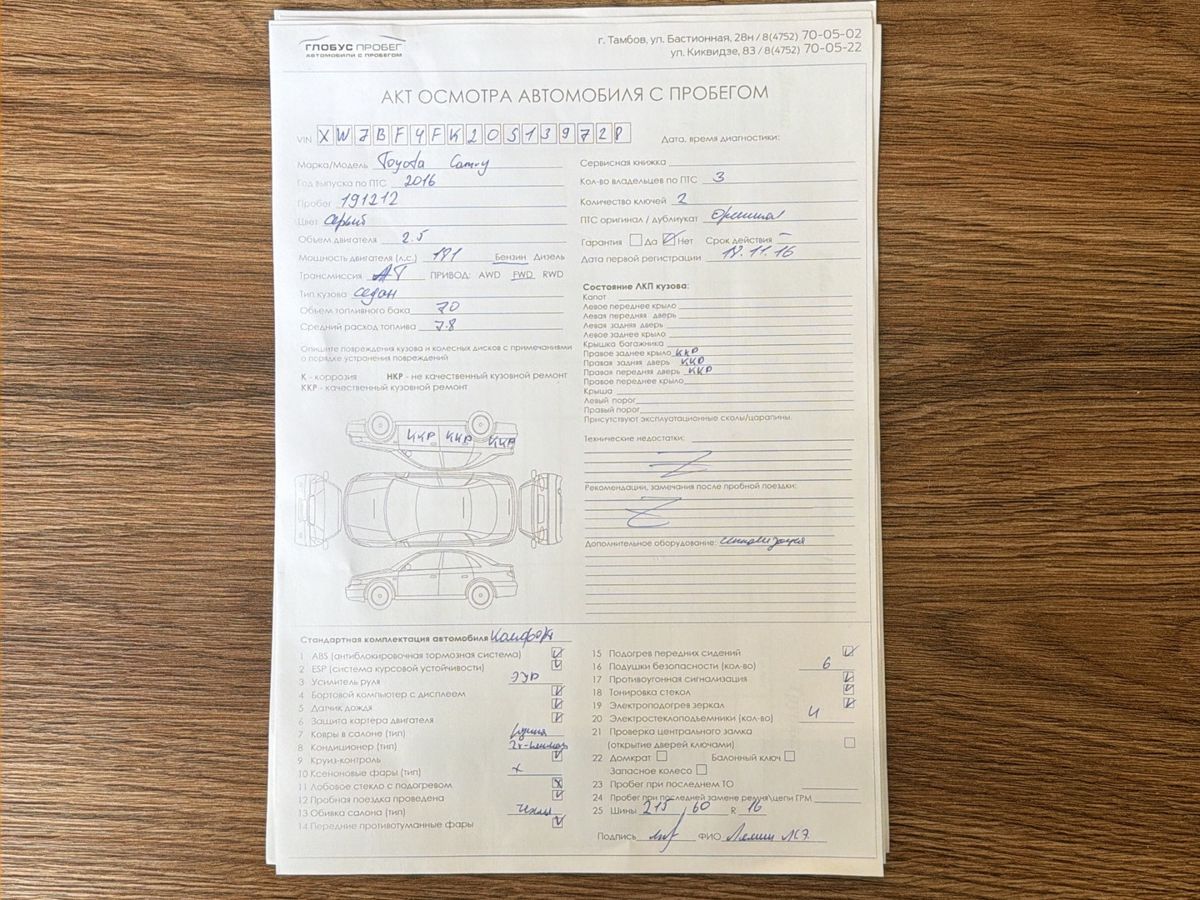 ГЛОБУС ПРОБЕГ
АВТОМОБИЛИ С ПРОБЕГОМ
г. Тамбов, ул. Бастионная, 28н / 8(4752) 70-05-02
ул. Киквидзе, 83 / 8(4752) 70-05-22
АКТ ОСМОТРА АВТОМОБИЛЯ С ПРОБЕГОМ
VIN XW7BF4FK20S139728
Дата, время диагностики:
Марка/Модель Toyota Camry
Год выпуска по ПТС 2016
Пробег 191212
Цвет Серый
Объем двигателя 2.5
Мощность двигателя (л.с.) 181 Бензин Дизель
Трансмиссия АТ ПРИВОД: AWD FWD RWD
Тип кузова Седан
Объем топливного бака 70
Средний расход топлива 7.8
Опишите повреждения кузова и колесных дисков с примечаниями
о порядке устронения повреждений
К - коррозия НКР - не качественный кузовной ремонт
ККР - качественный кузовной ремонт
ККР ККР ККР
Сервисная книжка
Кол-во владельцев по ПТС 3
Количество ключей 2
ПТС оригинал / дубликат Оригинал
Гарантия Да Нет Срок действия –
Дата первой регистрации 18.11.16
Состояние ЛКП кузова:
Капот
Левое переднее крыло
Левая передняя дверь
Левая задняя дверь
Левое заднее крыло
Крышка багажника
Правое заднее крыло ККР
Правая задняя дверь ККР
Правая передняя дверь ККР
Правое переднее крыло
Крыша
Левый порог
Правый порог
Присутствуют эксплуатационные сколы/царапины.
Технические недостатки:
Z
Рекомендации, замечания после пробной поездки:
Z
Дополнительное оборудование: сигнализация
Стандартная комплектация автомобиля Комфорт
1 ABS (антиблокировочная тормозная система)
2 ESP (система курсовой устойчивости)
3 Усилитель руля ЭУР
4 Бортовой компьютер с дисплеем
5 Датчик дождя
6 Защита картера двигателя
7 Ковры в салоне (тип)
8 Кондиционер (тип) 2х-климат
9 Круиз-контроль
10 Ксеноновые фары (тип) х
11 Лобовое стекло с подогревом
12 Пробная поездка проведена
13 Обивка салона (тип) Чехлы
14 Передние противотуманные фары
15 Подогрев передних сидений
16 Подушки безопасности (кол-во) 6
17 Противоугонная сигнализация
18 Тонировка стекол
19 Электроподогрев зеркал
20 Электростеклоподъемники (кол-во) 4
21 Проверка центрального замка
(открытие дверей ключами)
22 Домкрат Балонный ключ
Запасное колесо
23 Пробег при последнем ТО
24 Пробег при последней замене ремня\цепи ГРМ
25 Шины 215 / 60 R 16
Подпись ФИО